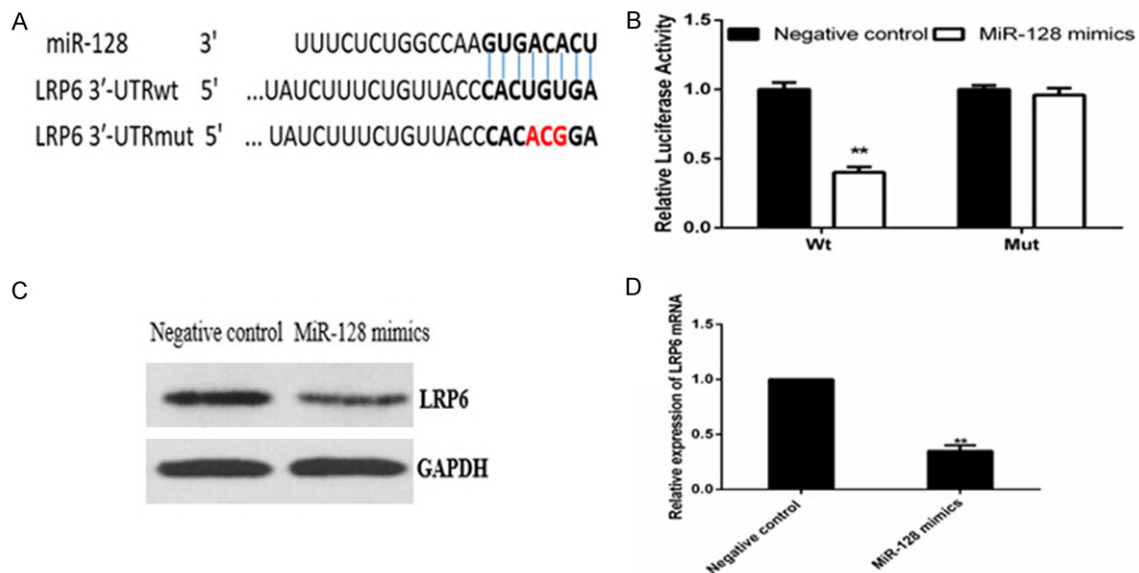 A
miR-128 3' UUUCUCUGGCCAAGUGACACU
LRP6 3'-UTRwt 5' ...UAUCUUUCUGUUACCCACUGUGA
LRP6 3'-UTRmut 5' ... UAUCUUUCUGUUACCCACACGGA
B
Relative Luciferase Activity
1.5
1.0
0.5
0.0
Negative control MiR-128 mimics
**
Wt Mut
C
Negative control MiR-128 mimics
LRP6
GAPDH
D
Relative expression of LRP6 mRNA
1.5
1.0
0.5
0.0
**
Negative control
MiR-128 mimics